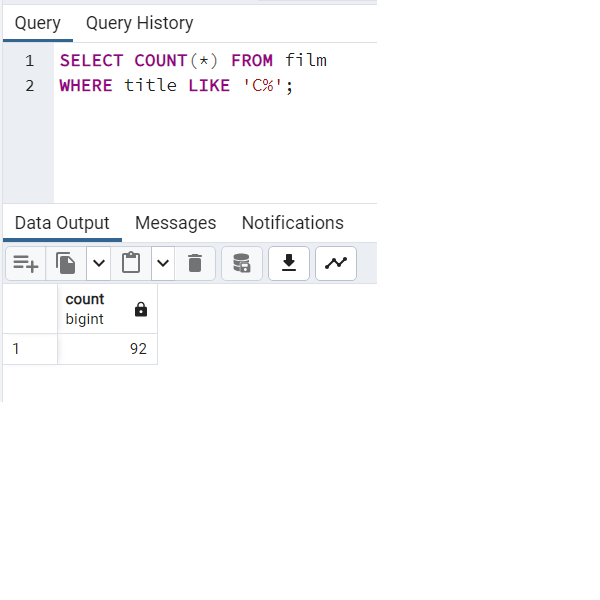 Query Query History
1 SELECT COUNT(*) FROM film
2 WHERE title LIKE 'C%';
Data Output Messages Notifications
count
bigint
1 92